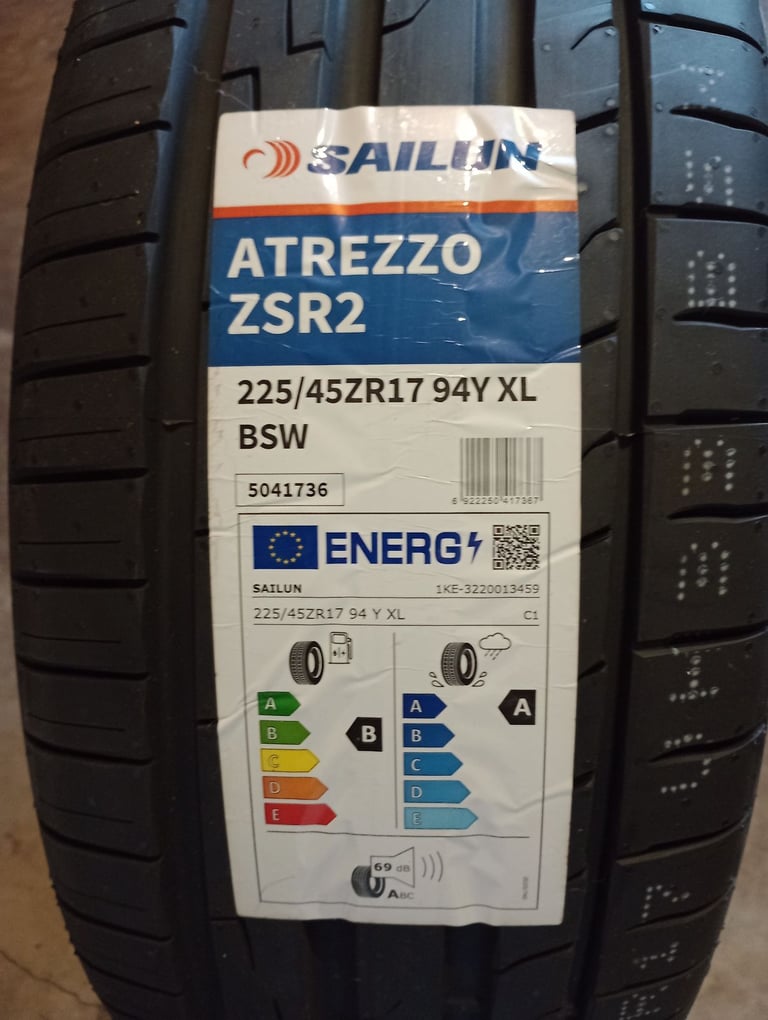 SAILUN
ATREZZO
ZSR2
225/45ZR17 94Y XL
BSW
5041736
6 922250 417367
ENERG
SAILUN
1KE-3220013459
225/45ZR17 94 Y XL
C1
A
B
C
D
E
B
A
B
C
D
E
A
69 dB
ABC